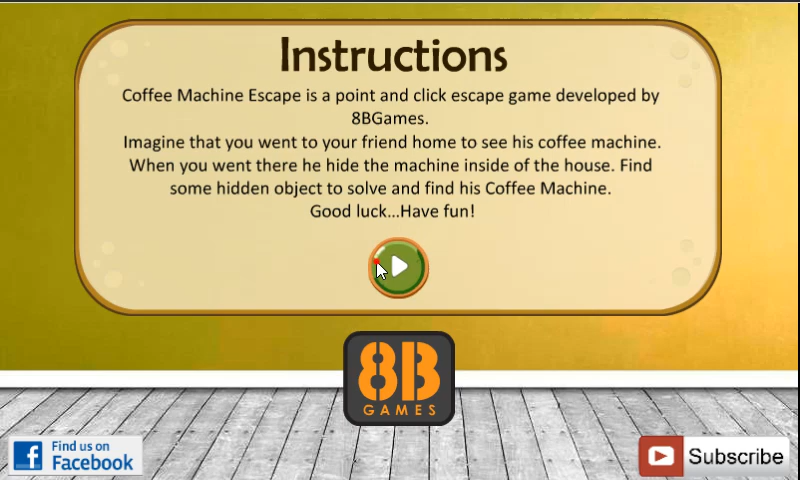 Instructions
Coffee Machine Escape is a point and click escape game developed by
8BGames.
Imagine that you went to your friend home to see his coffee machine.
When you went there he hide the machine inside of the house. Find
some hidden object to solve and find his Coffee Machine.
Good luck...Have fun!
8B
GAMES
Find us on
Facebook
Subscribe